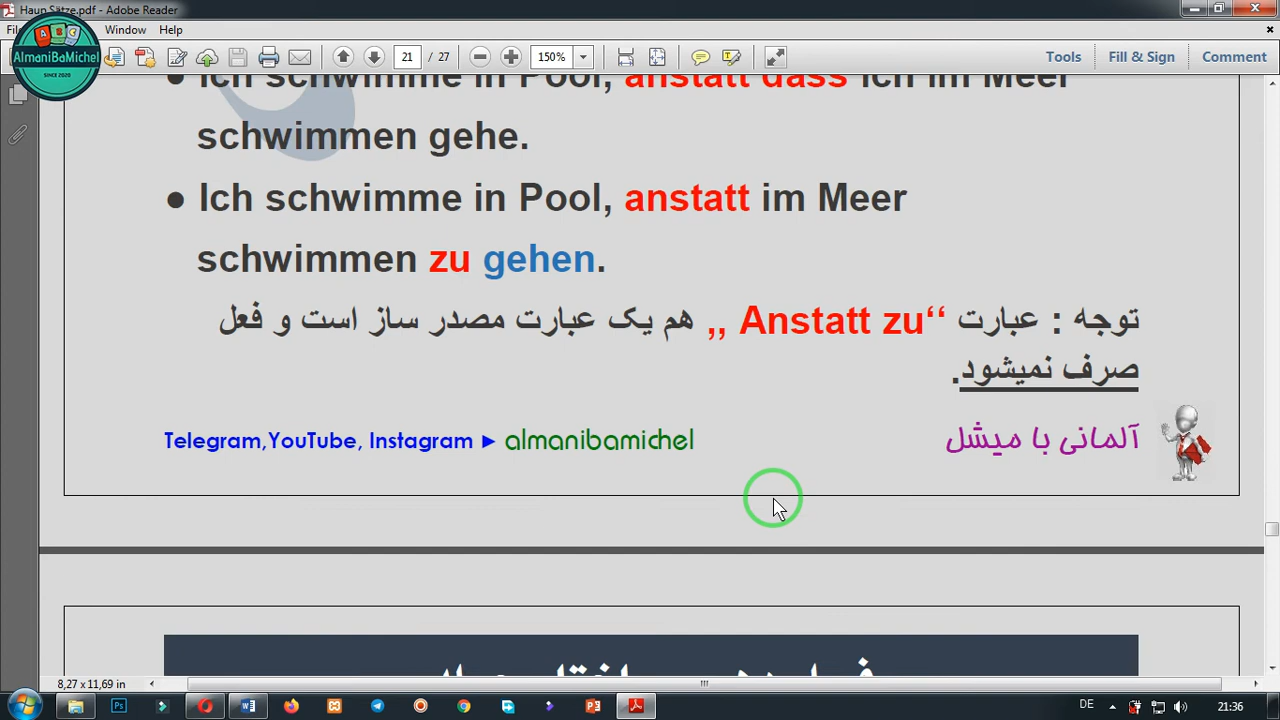 Haup Sätze.pdf - Adobe Reader
Window Help
ABC
AlmaniBaMichel
SINCE 2020
21 / 27
150%
Tools Fill & Sign Comment
● Ich schwimme in Pool, anstatt dass ich im Meer
schwimmen gehe.
● Ich schwimme in Pool, anstatt im Meer
schwimmen zu gehen.
توجه : عبارت ‘‘Anstatt zu ,, هم یک عبارت مصدر ساز است و فعل
صرف نمیشود.
Telegram,YouTube, Instagram ► almanibamichel
آلمانی با میشل
8,27 x 11,69 in
DE
21:36